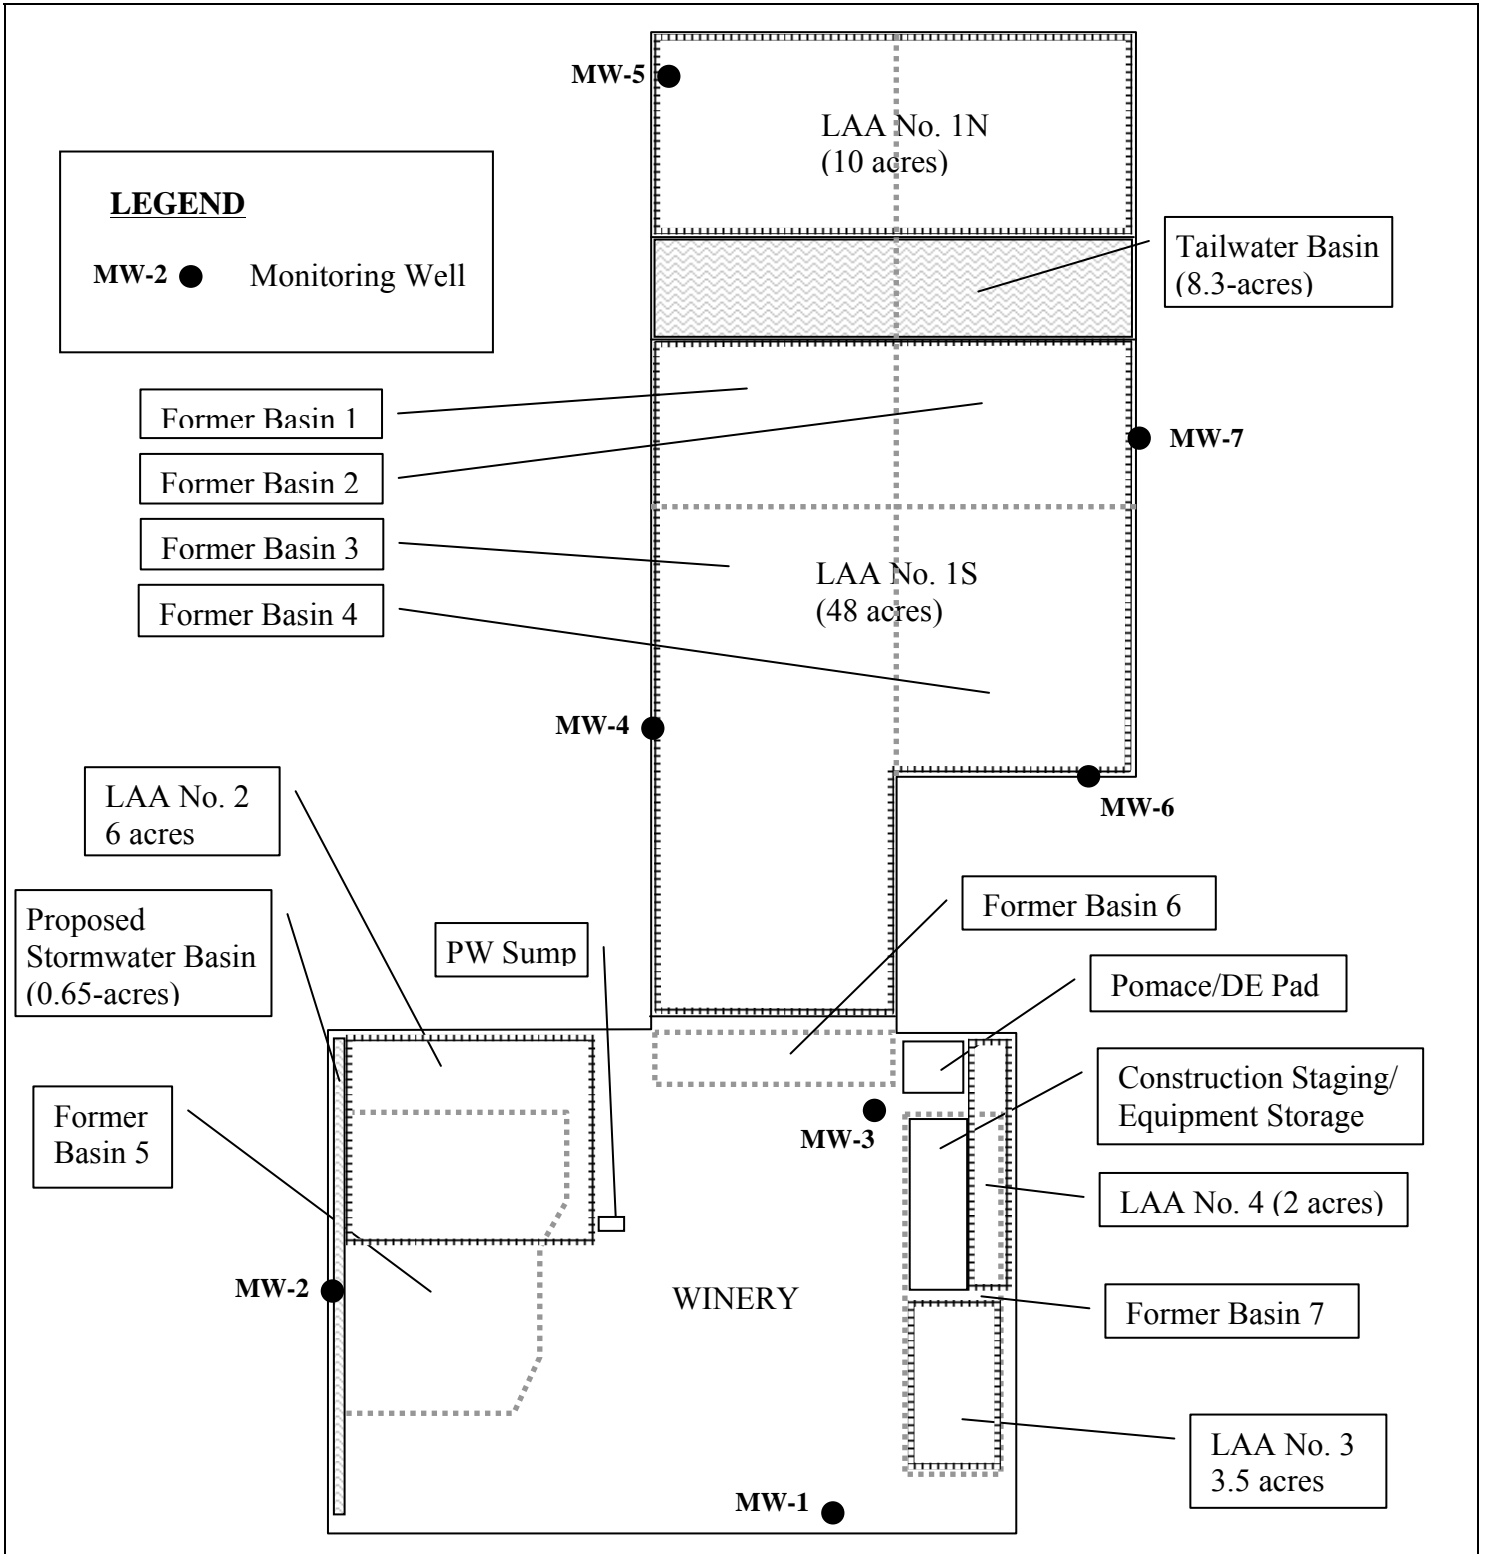 MW-5
LAA No. 1N
(10 acres)
LEGEND
MW-2 Monitoring Well
Tailwater Basin
(8.3-acres)
Former Basin 1
MW-7
Former Basin 2
Former Basin 3
LAA No. 1S
(48 acres)
Former Basin 4
MW-4
LAA No. 2
6 acres
MW-6
Proposed
Stormwater Basin
(0.65-acres)
PW Sump
Former Basin 6
Pomace/DE Pad
Construction Staging/
Equipment Storage
Former
Basin 5
MW-3
LAA No. 4 (2 acres)
MW-2
WINERY
Former Basin 7
LAA No. 3
3.5 acres
MW-1